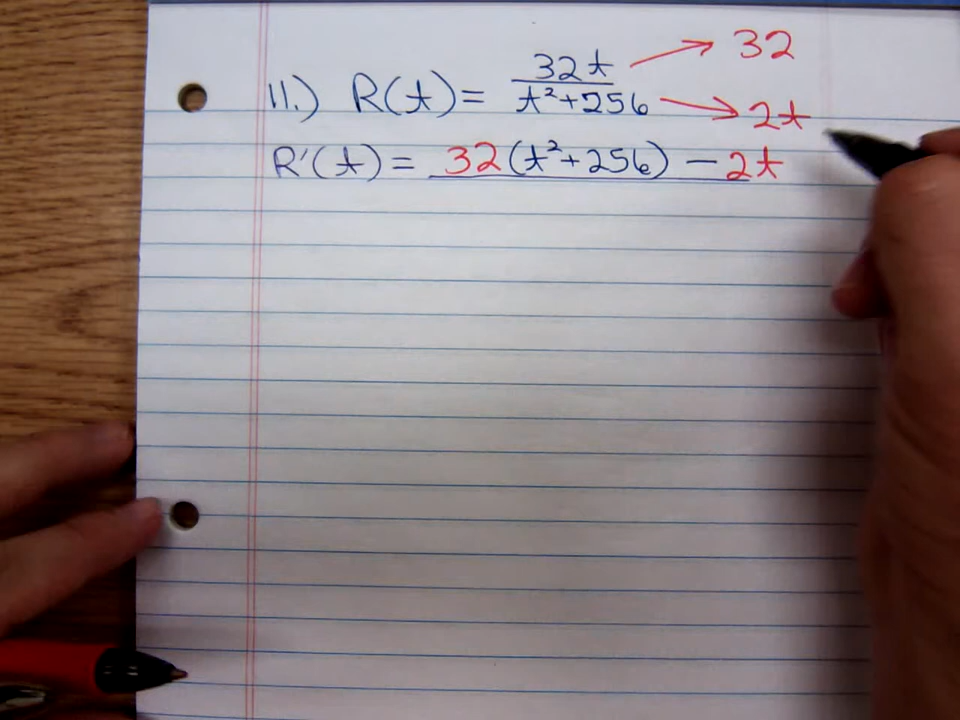 11.) R(t) = 32t / t²+256 → 32 → 2t
R'(t) = 32(t²+256) - 2t